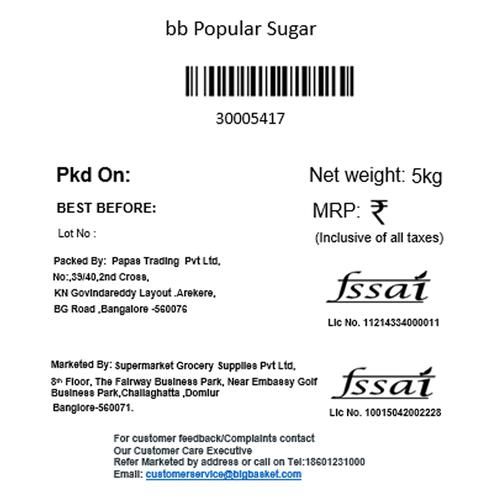 bb Popular Sugar
30005417
Pkd On:
Net weight: 5kg
BEST BEFORE:
MRP: ₹
Lot No :
(Inclusive of all taxes)
Packed By: Papas Trading Pvt Ltd,
No:,39/40,2nd Cross,
KN Govindareddy Layout .Arekere,
BG Road ,Bangalore -560076
fssai
Lic No. 11214334000011
Marketed By: Supermarket Grocery Supplies Pvt Ltd,
8th Floor, The Fairway Business Park, Near Embassy Golf
Business Park,Challaghatta ,Domlur
Banglore-560071.
fssai
Lic No. 10015042002228
For customer feedback/Complaints contact
Our Customer Care Executive
Refer Marketed by address or call on Tel:18601231000
Email: customerservice@bigbasket.com